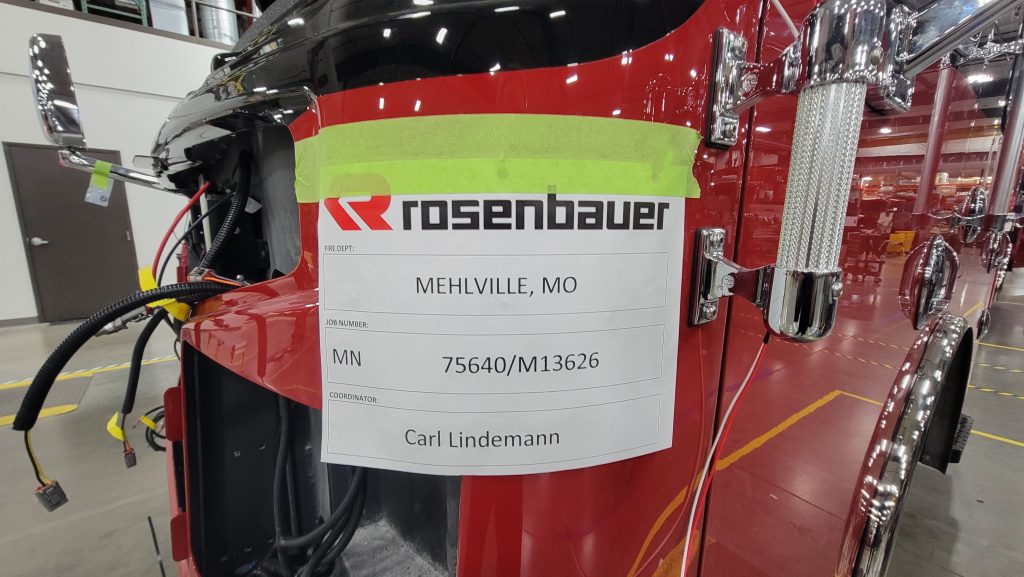 R rosenbauer
FIRE DEPT:
MEHLVILLE, MO
JOB NUMBER:
MN 75640/M13626
COORDINATOR:
Carl Lindemann